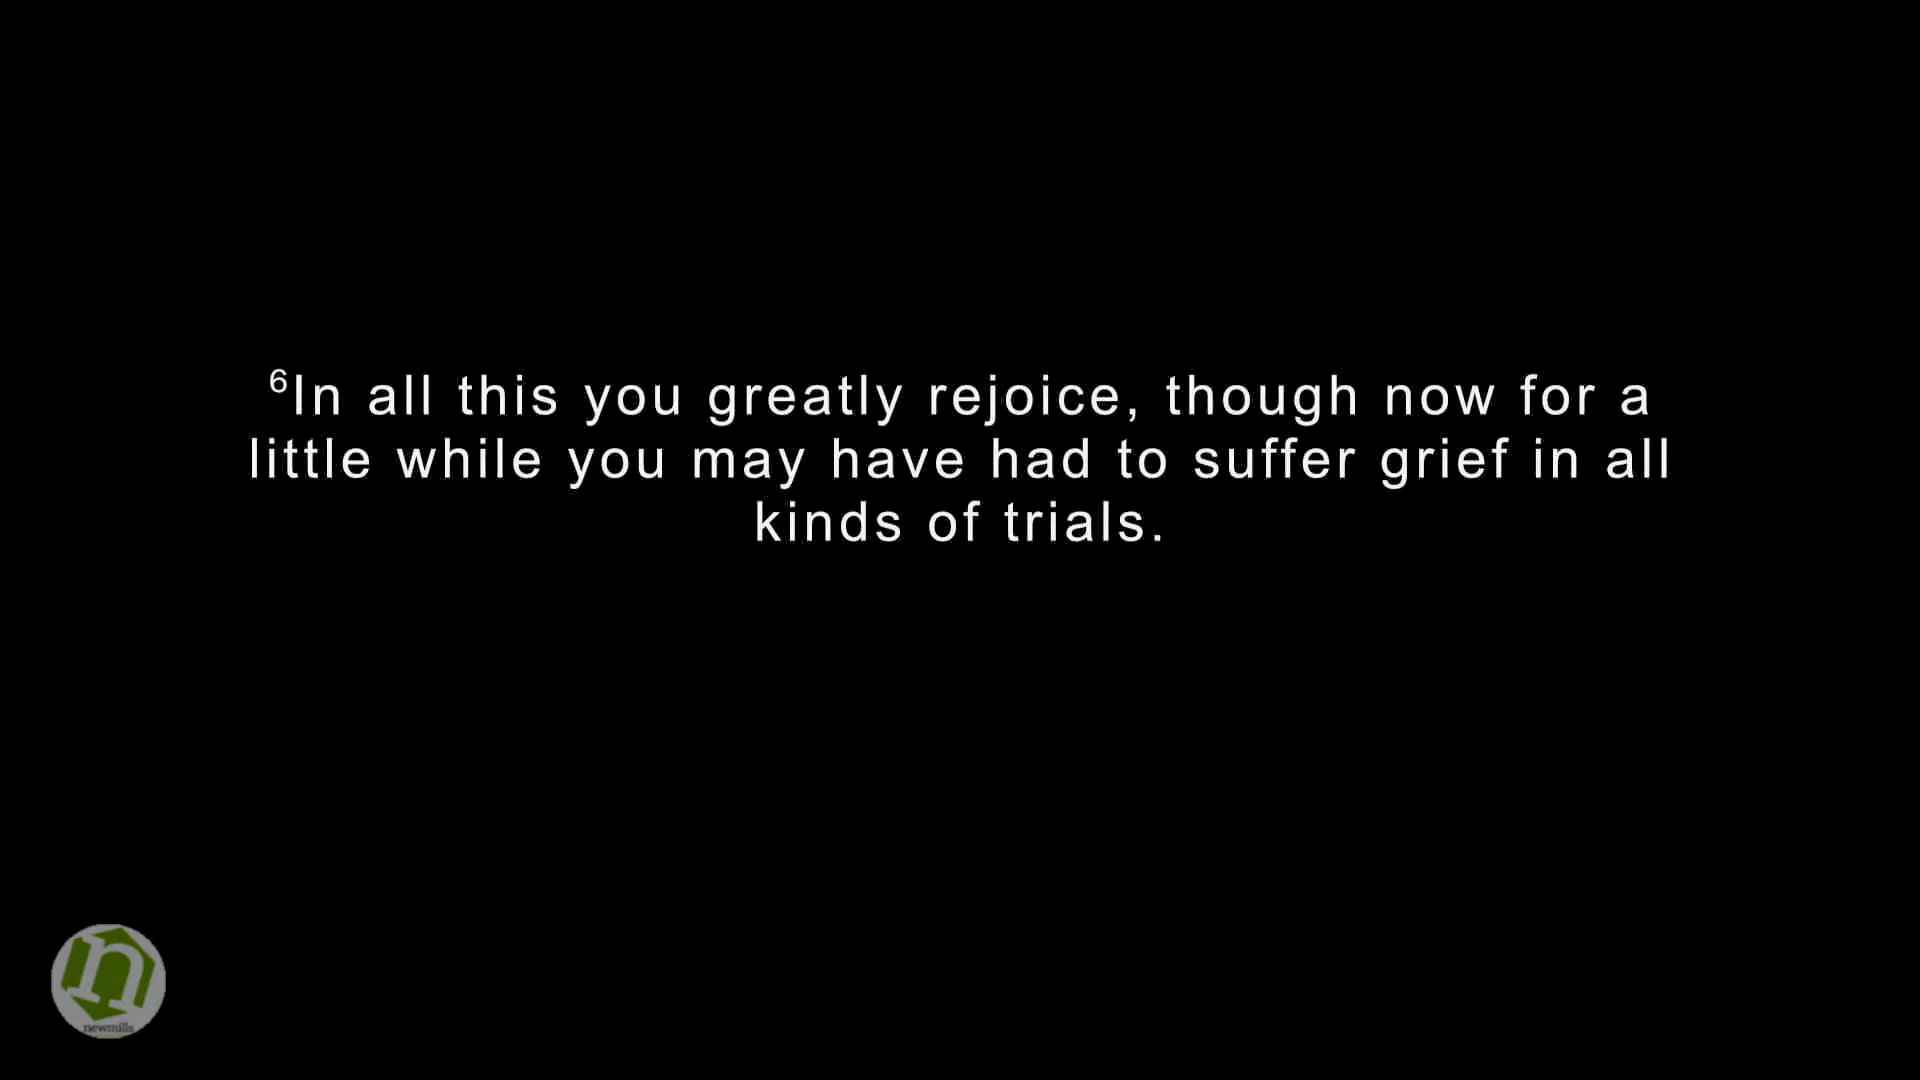 ⁶In all this you greatly rejoice, though now for a
little while you may have had to suffer grief in all
kinds of trials.
n
newmills